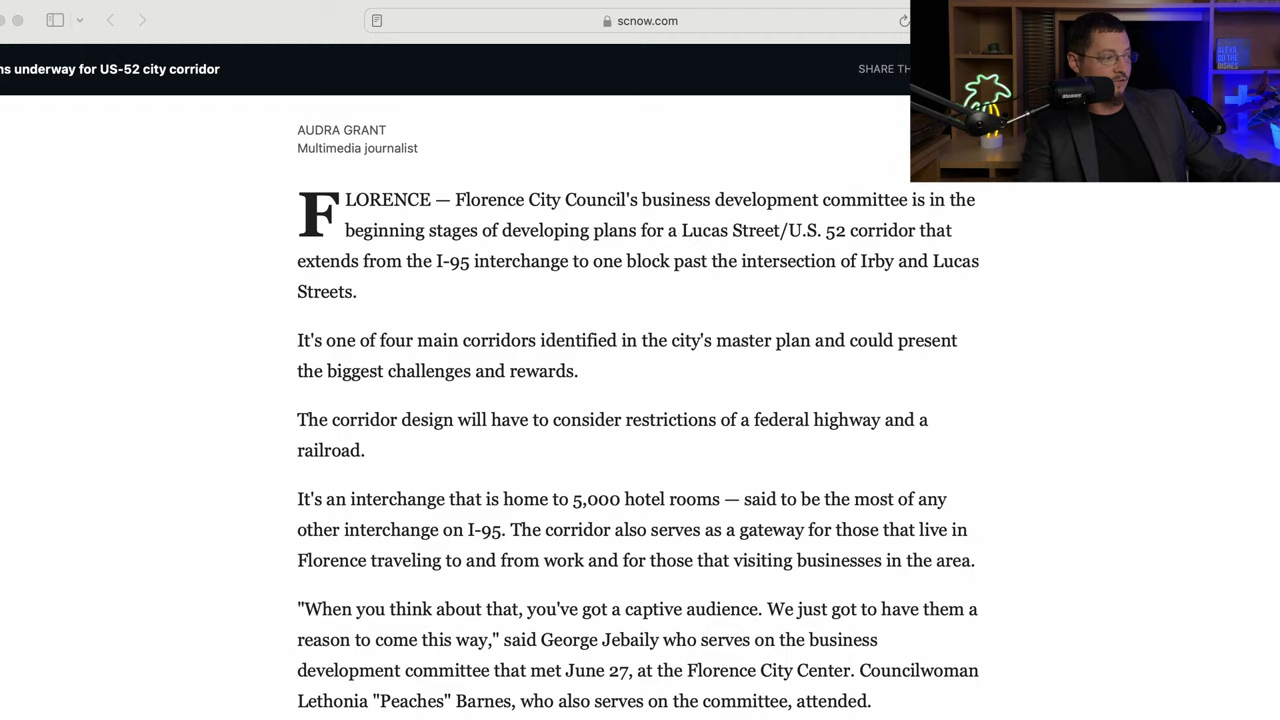 scnow.com
ns underway for US-52 city corridor
SHARE TH
ALEXA
DO THE
DISHES
AUDRA GRANT
Multimedia journalist
FLORENCE — Florence City Council's business development committee is in the
beginning stages of developing plans for a Lucas Street/U.S. 52 corridor that
extends from the I-95 interchange to one block past the intersection of Irby and Lucas
Streets.
It's one of four main corridors identified in the city's master plan and could present
the biggest challenges and rewards.
The corridor design will have to consider restrictions of a federal highway and a
railroad.
It's an interchange that is home to 5,000 hotel rooms — said to be the most of any
other interchange on I-95. The corridor also serves as a gateway for those that live in
Florence traveling to and from work and for those that visiting businesses in the area.
"When you think about that, you've got a captive audience. We just got to have them a
reason to come this way," said George Jebaily who serves on the business
development committee that met June 27, at the Florence City Center. Councilwoman
Lethonia "Peaches" Barnes, who also serves on the committee, attended.